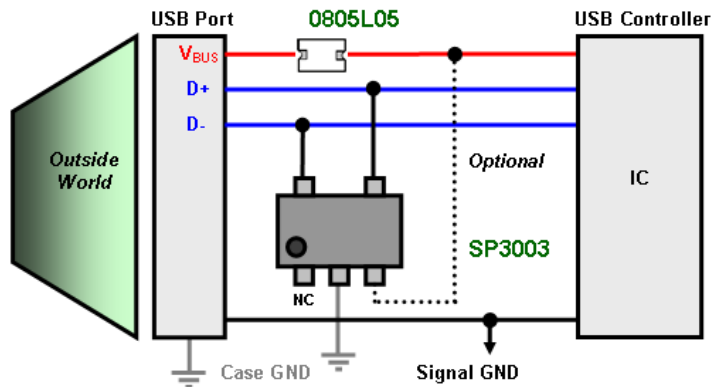 USB Port
0805L05
USB Controller
VBUS
D+
D-
Outside
World
Optional
IC
SP3003
NC
Case GND
Signal GND